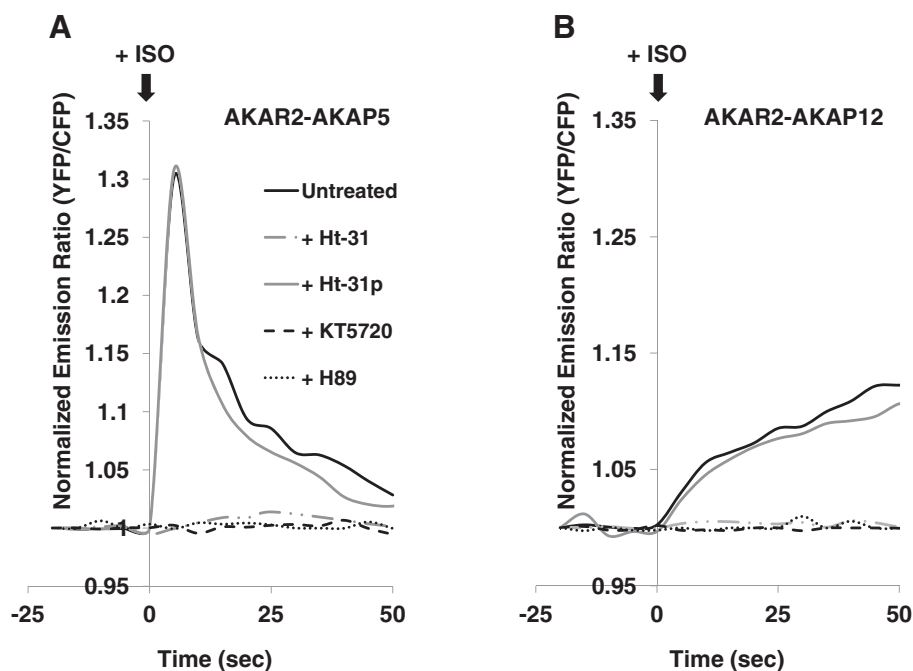 A
+ ISO
AKAR2-AKAP5
Normalized Emission Ratio (YFP/CFP)
1.35
1.3
1.25
1.2
1.15
1.1
1.05
1
0.95
Untreated
+ Ht-31
+ Ht-31p
+ KT5720
+ H89
-25
0
25
50
Time (sec)
B
+ ISO
AKAR2-AKAP12
Normalized Emission Ratio (YFP/CFP)
1.35
1.25
1.15
1.05
0.95
-25
0
25
50
Time (sec)